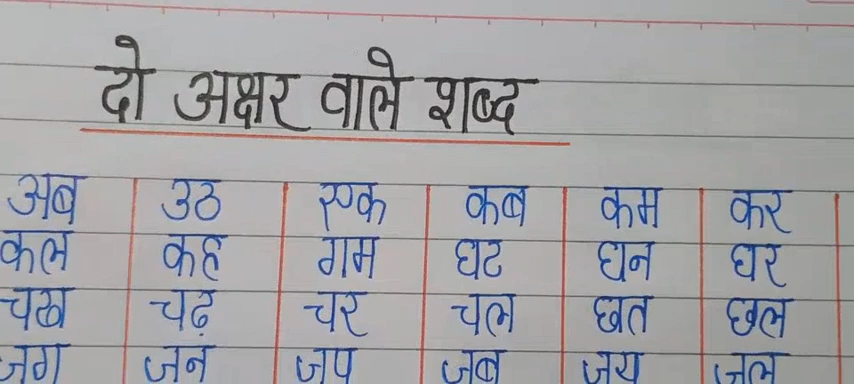 दो अक्षर वाले शब्द
अब उठ एक कब कम कर
कल कह गम घट घन घर
चख चढ़ चर चल छत छल
जग जन जप जब जय जल